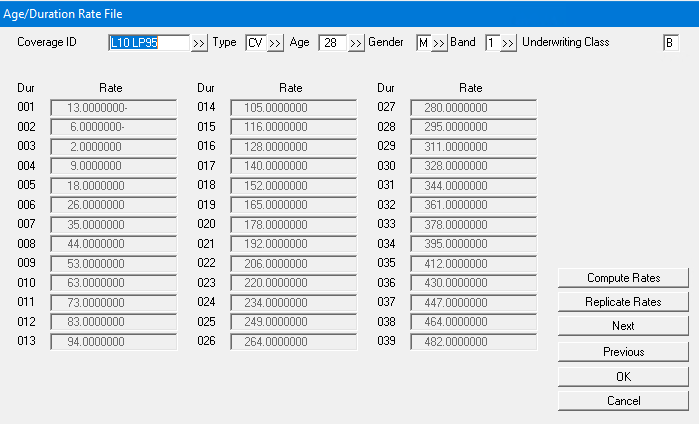 Age/Duration Rate File
Coverage ID L10 LP95 >> Type CV >> Age 28 >> Gender M >> Band 1 >> Underwriting Class B
Dur Rate Dur Rate Dur Rate
001 13.0000000- 014 105.0000000 027 280.0000000
002 6.0000000- 015 116.0000000 028 295.0000000
003 2.0000000 016 128.0000000 029 311.0000000
004 9.0000000 017 140.0000000 030 328.0000000
005 18.0000000 018 152.0000000 031 344.0000000
006 26.0000000 019 165.0000000 032 361.0000000
007 35.0000000 020 178.0000000 033 378.0000000
008 44.0000000 021 192.0000000 034 395.0000000
009 53.0000000 022 206.0000000 035 412.0000000
010 63.0000000 023 220.0000000 036 430.0000000
011 73.0000000 024 234.0000000 037 447.0000000
012 83.0000000 025 249.0000000 038 464.0000000
013 94.0000000 026 264.0000000 039 482.0000000
Compute Rates
Replicate Rates
Next
Previous
OK
Cancel